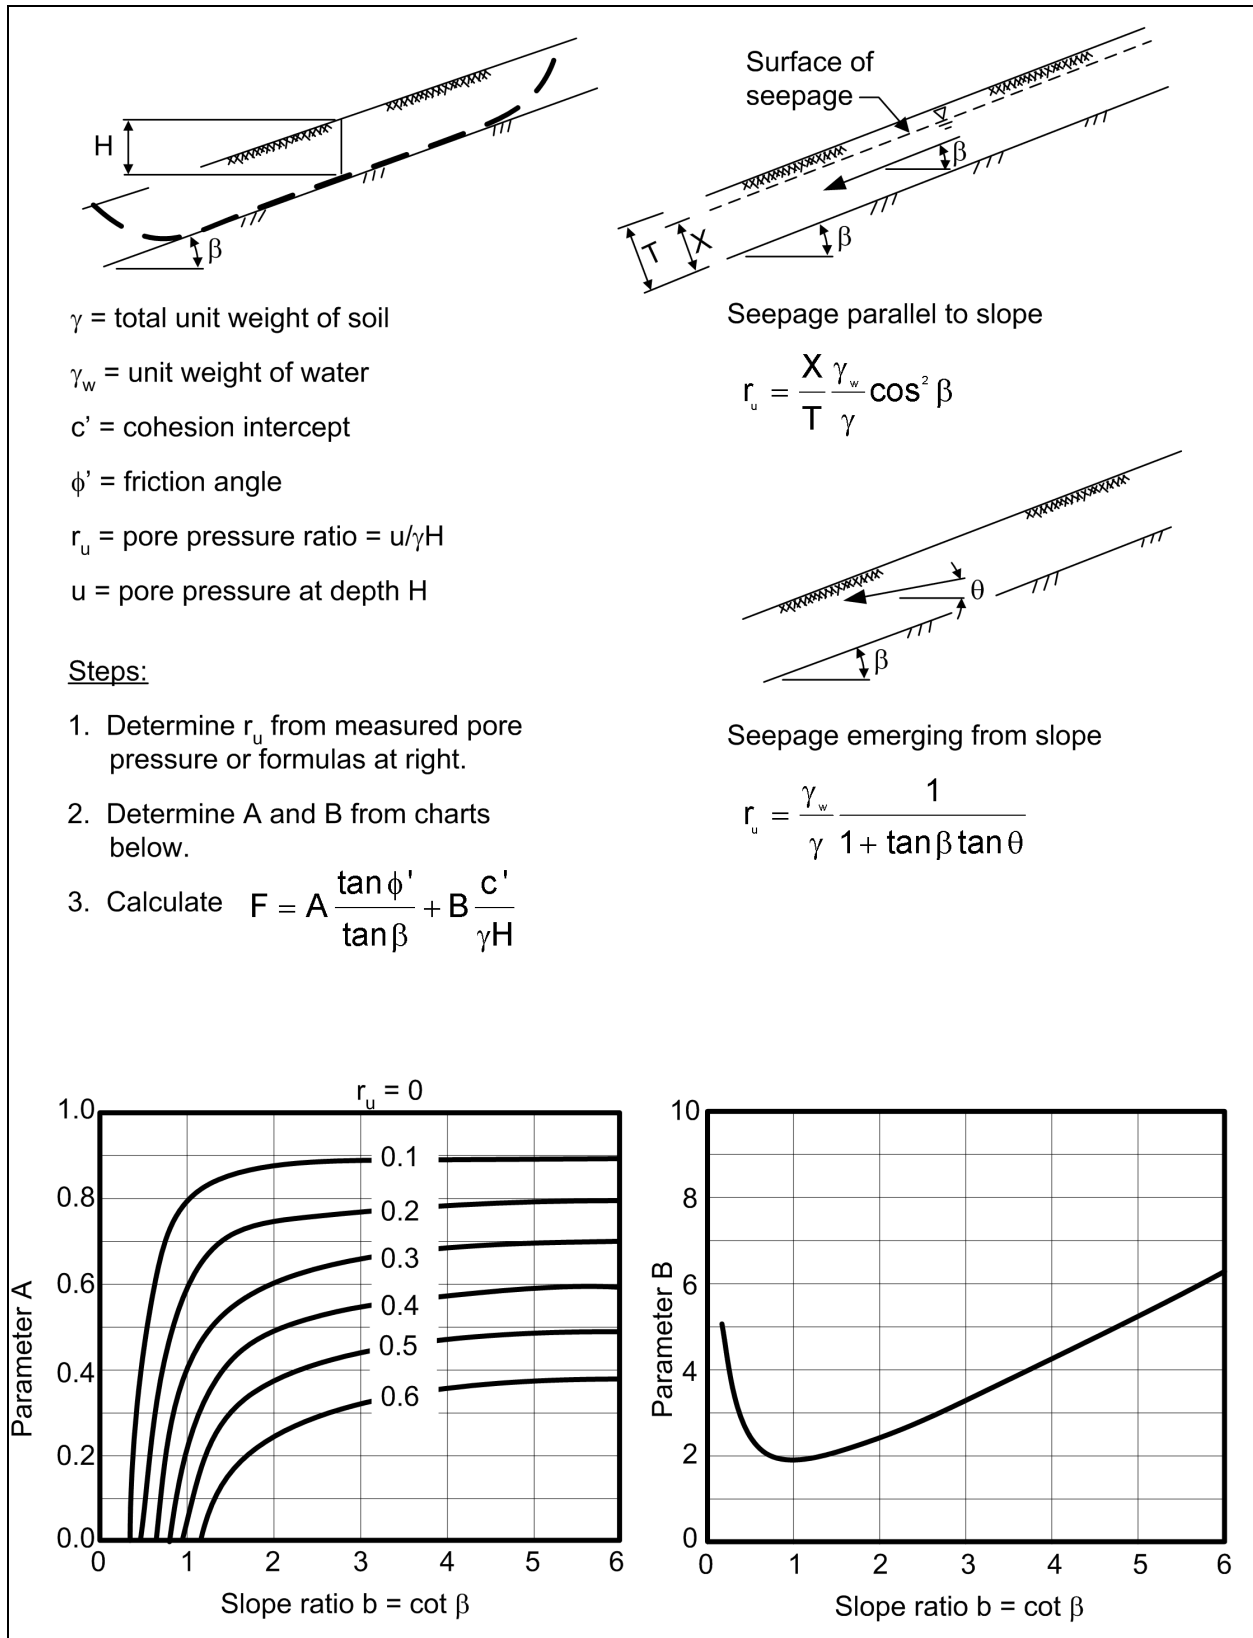 H
β
γ = total unit weight of soil
γw = unit weight of water
c’ = cohesion intercept
ϕ’ = friction angle
ru = pore pressure ratio = u/γH
u = pore pressure at depth H
Steps:
1. Determine ru from measured pore
pressure or formulas at right.
2. Determine A and B from charts
below.
3. Calculate F = A tan ϕ' / tan β + B c' / γH
Surface of
seepage
β
β
T
X
Seepage parallel to slope
ru = X/T γw/γ cos² β
θ
β
Seepage emerging from slope
ru = γw/γ 1 / 1 + tan β tan θ
ru = 0
1.0
0.8
0.6
0.4
0.2
0.0
0.1
0.2
0.3
0.4
0.5
0.6
Parameter A
0 1 2 3 4 5 6
Slope ratio b = cot β
10
8
6
4
2
0
Parameter B
0 1 2 3 4 5 6
Slope ratio b = cot β